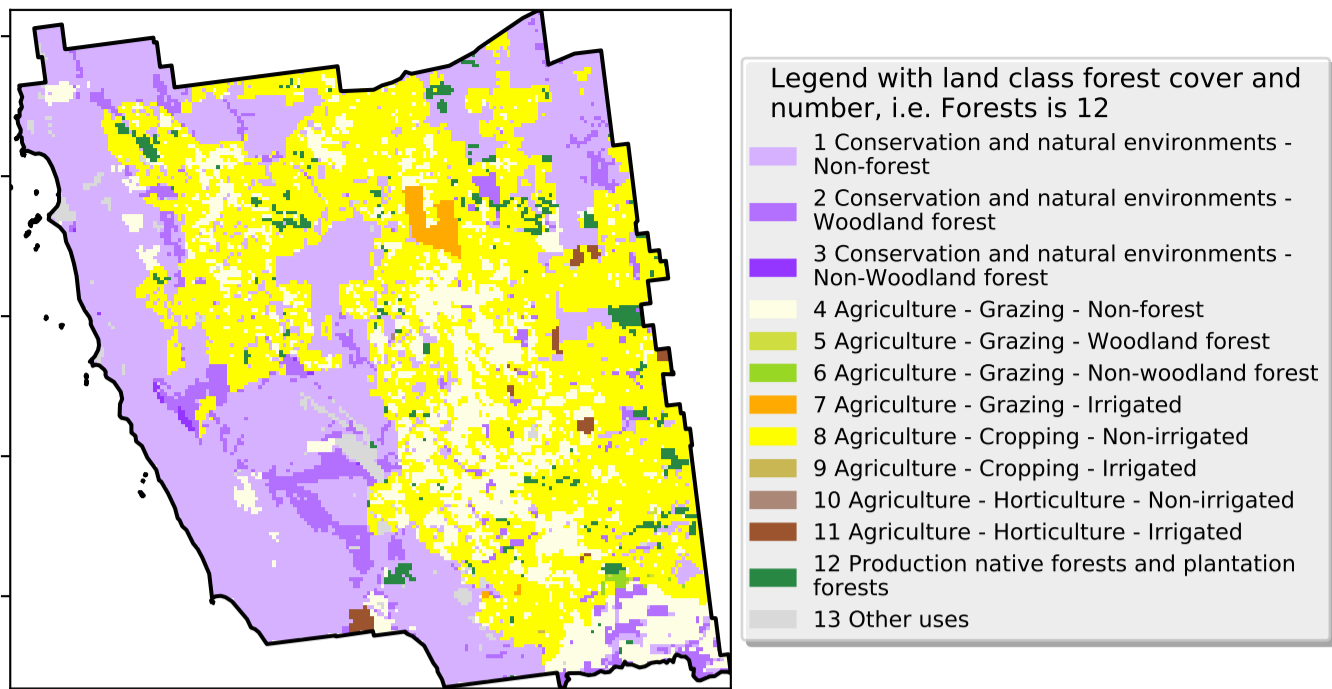 Legend with land class forest cover and
number, i.e. Forests is 12
1 Conservation and natural environments -
Non-forest
2 Conservation and natural environments -
Woodland forest
3 Conservation and natural environments -
Non-Woodland forest
4 Agriculture - Grazing - Non-forest
5 Agriculture - Grazing - Woodland forest
6 Agriculture - Grazing - Non-woodland forest
7 Agriculture - Grazing - Irrigated
8 Agriculture - Cropping - Non-irrigated
9 Agriculture - Cropping - Irrigated
10 Agriculture - Horticulture - Non-irrigated
11 Agriculture - Horticulture - Irrigated
12 Production native forests and plantation
forests
13 Other uses